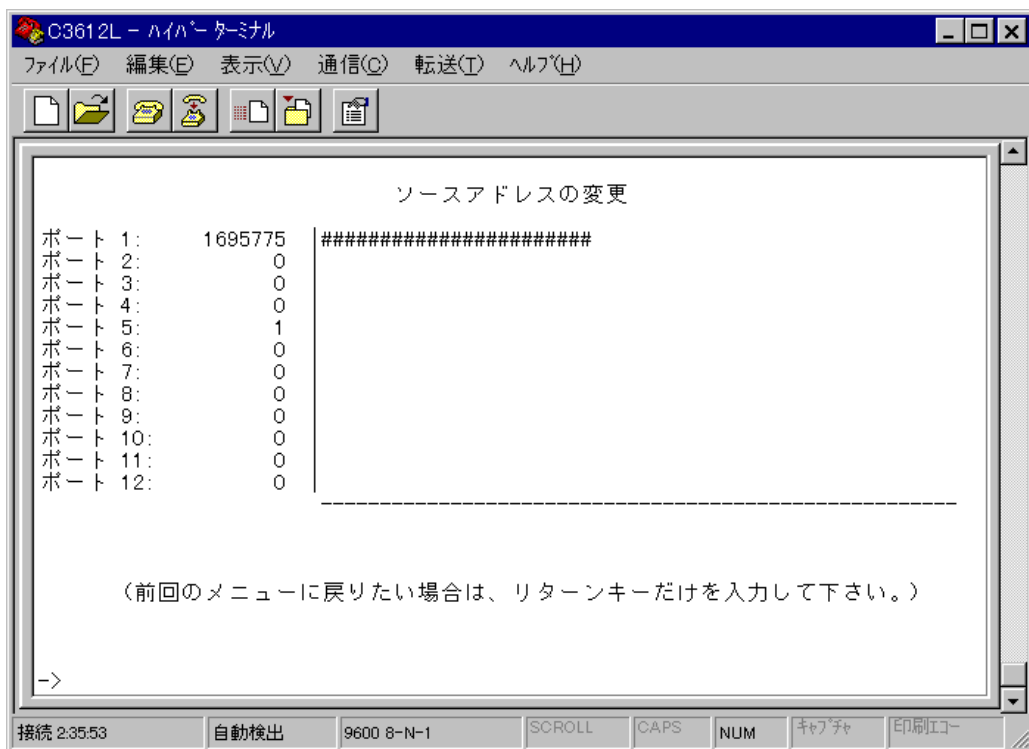 C3612L - ﾊｲﾊﾟｰ ﾀｰﾐﾅﾙ
ﾌｧｲﾙ(F) 編集(E) 表示(V) 通信(C) 転送(T) ﾍﾙﾌﾟ(H)
ソースアドレスの変更
ポート 1: 1695775 |#######################
ポート 2: 0
ポート 3: 0
ポート 4: 0
ポート 5: 1
ポート 6: 0
ポート 7: 0
ポート 8: 0
ポート 9: 0
ポート 10: 0
ポート 11: 0
ポート 12: 0
(前回のメニューに戻りたい場合は、リターンキーだけを入力して下さい。)
->
接続 2:35:53 自動検出 9600 8-N-1 SCROLL CAPS NUM ｷｬﾌﾟﾁｬ 印刷ｴｺｰ